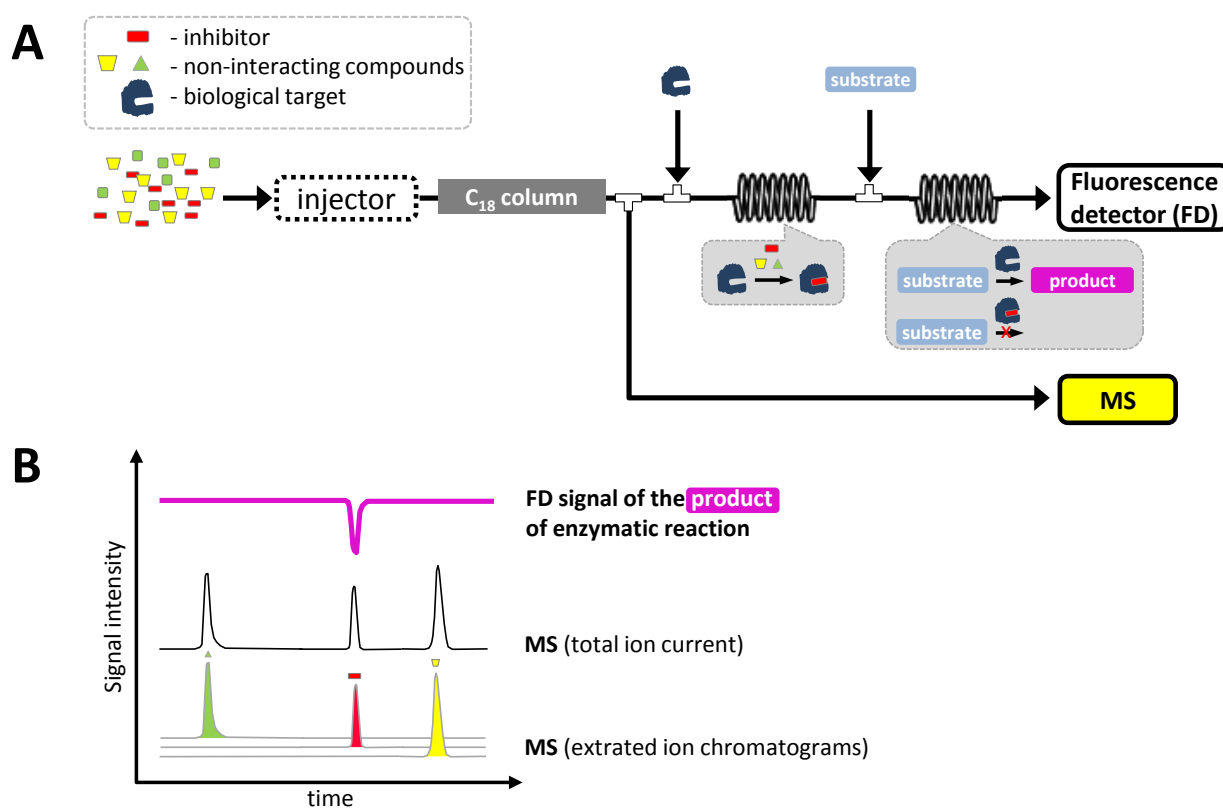 A
- inhibitor
- non-interacting compounds
- biological target
substrate
injector
C18 column
Fluorescence
detector (FD)
substrate
product
substrate
X
MS
B
Signal intensity
FD signal of the product
of enzymatic reaction
MS (total ion current)
MS (extrated ion chromatograms)
time